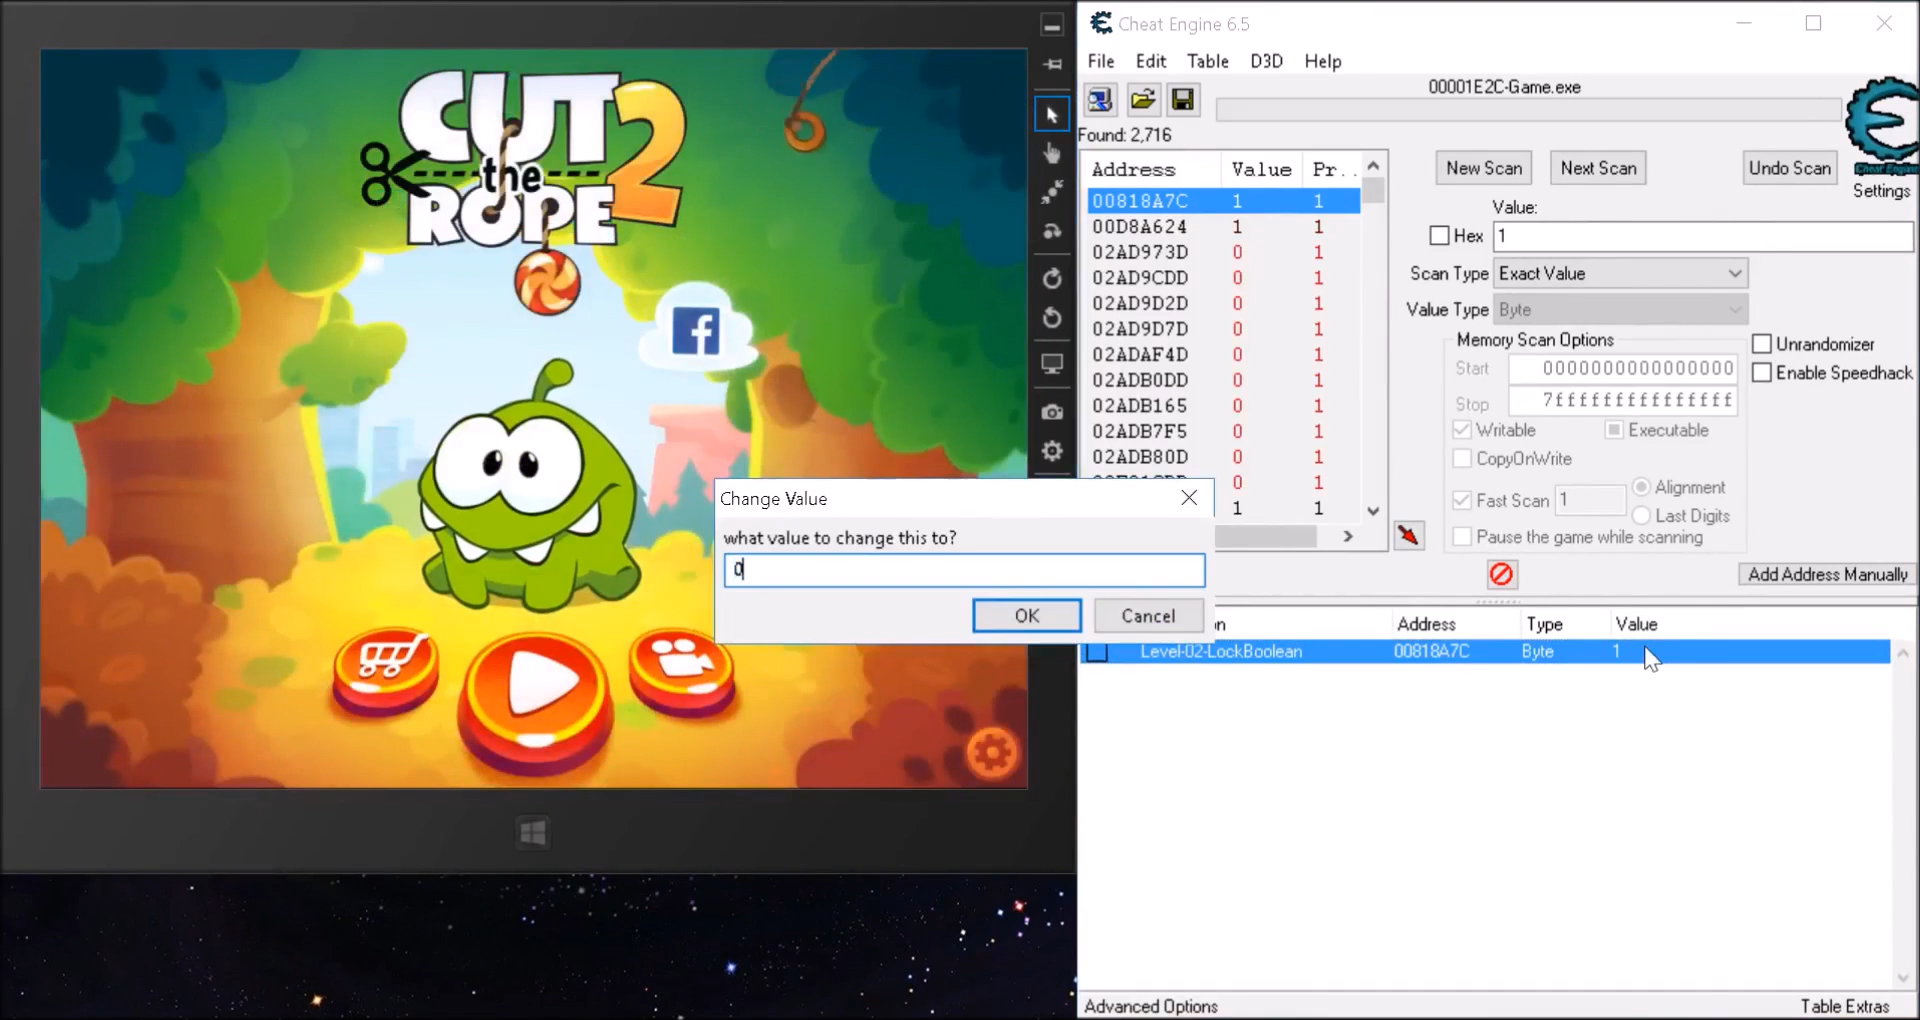 CUT
the
ROPE
2
f
Cheat Engine 6.5
File Edit Table D3D Help
00001E2C-Game.exe
Found: 2,716
Address Value Pr..
00818A7C 1 1
00D8A624 1 1
02AD973D 0 1
02AD9CDD 0 1
02AD9D2D 0 1
02AD9D7D 0 1
02ADAF4D 0 1
02ADB0DD 0 1
02ADB165 0 1
02ADB7F5 0 1
02ADB80D 0 1
0 1
1 1
New Scan Next Scan Undo Scan
Cheat Engine
Settings
Value:
Hex 1
Scan Type Exact Value
Value Type Byte
Memory Scan Options
Start 0000000000000000
Stop 7fffffffffffffff
Writable Executable
CopyOnWrite
Fast Scan 1 Alignment
Last Digits
Pause the game while scanning
Unrandomizer
Enable Speedhack
Add Address Manually
Change Value
what value to change this to?
0
OK Cancel
on Address Type Value
Level-02-LockBoolean 00818A7C Byte 1
Advanced Options Table Extras